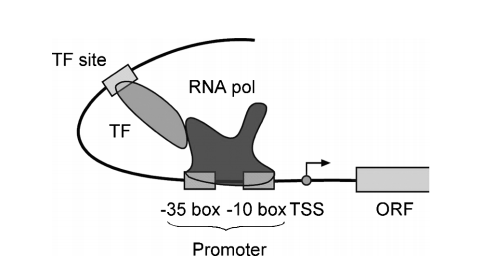 TF site
RNA pol
TF
-35 box -10 box TSS ORF
Promoter